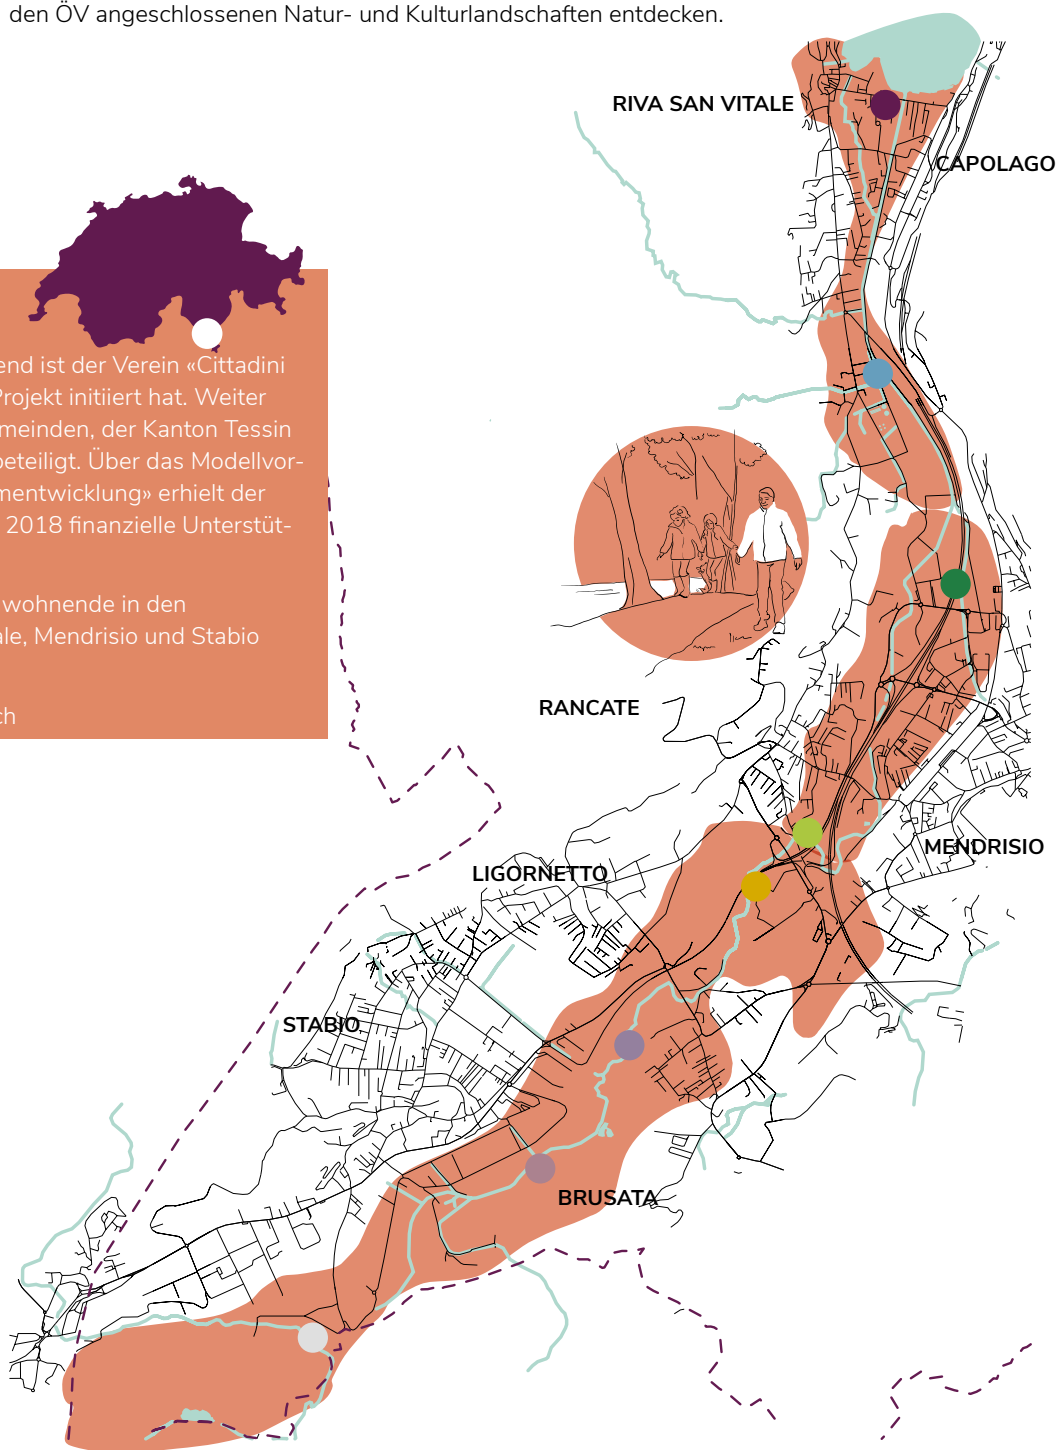 den ÖV angeschlossenen Natur- und Kulturlandschaften entdecken.
RIVA SAN VITALE
CAPOLAGO
end ist der Verein «Cittadini
Projekt initiiert hat. Weiter
meinden, der Kanton Tessin
beteiligt. Über das Modellvor-
mentwicklung» erhielt der
2018 finanzielle Unterstüt-
wohnende in den
ale, Mendrisio und Stabio
ch
RANCATE
MENDRISIO
LIGORNETTO
STABIO
BRUSATA